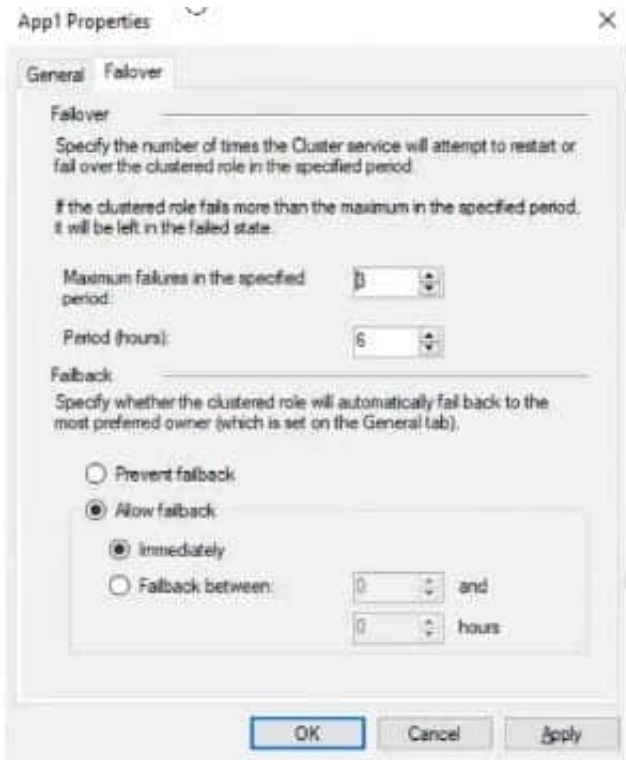 App1 Properties
General Failover
Failover
Specify the number of times the Cluster service will attempt to restart or
fail over the clustered role in the specified period.
If the clustered role fails more than the maximum in the specified period,
it will be left in the failed state.
Maximum failures in the specified
period:
3
Period (hours):
6
Failback
Specify whether the clustered role will automatically fail back to the
most preferred owner (which is set on the General tab).
Prevent failback
Allow failback
Immediately
Failback between:
0 and
0 hours
OK Cancel Apply